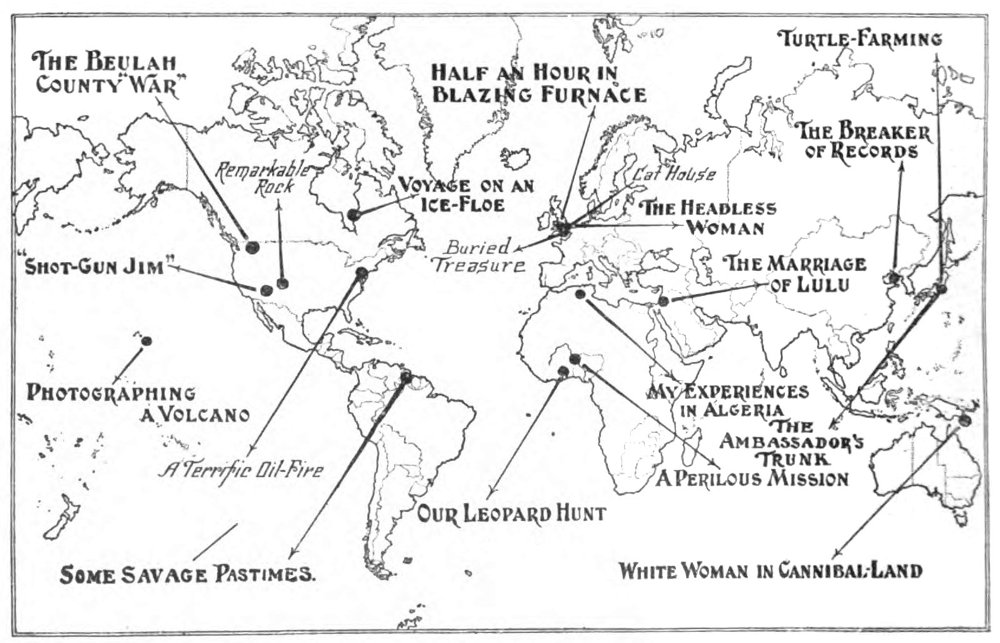 TURTLE-FARMING
THE BEULAH
COUNTY "WAR"
HALF AN HOUR IN
BLAZING FURNACE
THE BREAKER
OF RECORDS
Remarkable
Rock
VOYAGE ON AN
ICE-FLOE
Cat House
THE HEADLESS
WOMAN
Buried
Treasure
"SHOT-GUN JIM"
THE MARRIAGE
OF LULU
PHOTOGRAPHING
A VOLCANO
MY EXPERIENCES
IN ALGERIA
THE
AMBASSADOR'S
TRUNK
A Terrific Oil-Fire
A PERILOUS MISSION
OUR LEOPARD HUNT
SOME SAVAGE PASTIMES.
WHITE WOMAN IN CANNIBAL-LAND